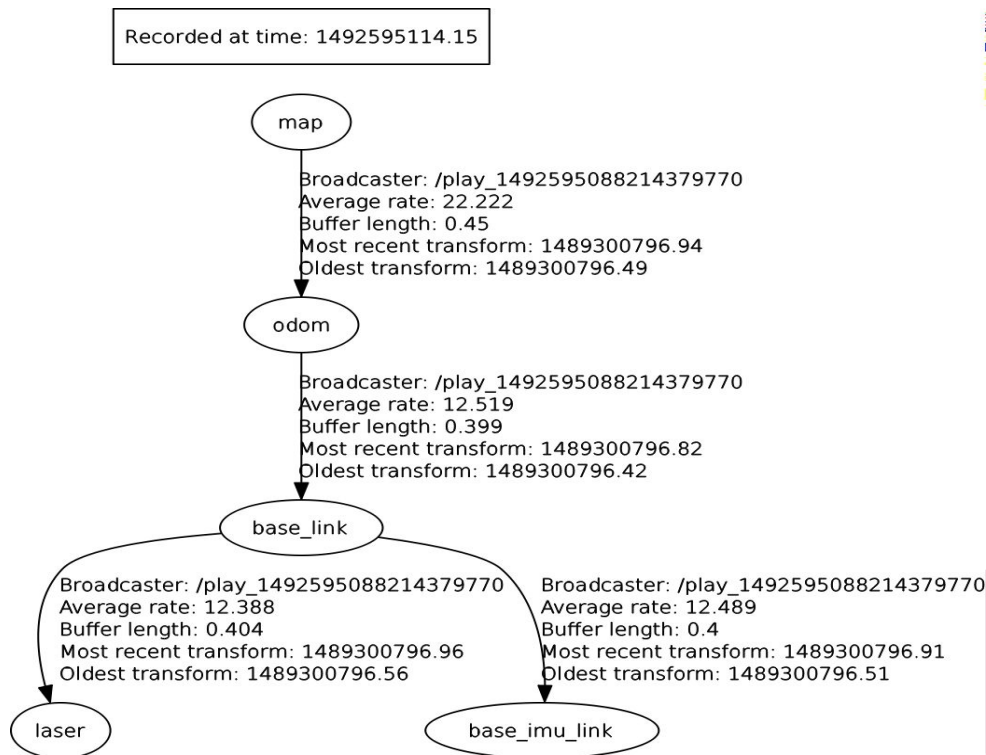 Recorded at time: 1492595114.15
map
Broadcaster: /play_1492595088214379770
Average rate: 22.222
Buffer length: 0.45
Most recent transform: 1489300796.94
Oldest transform: 1489300796.49
odom
Broadcaster: /play_1492595088214379770
Average rate: 12.519
Buffer length: 0.399
Most recent transform: 1489300796.82
Oldest transform: 1489300796.42
base_link
Broadcaster: /play_1492595088214379770
Average rate: 12.388
Buffer length: 0.404
Most recent transform: 1489300796.96
Oldest transform: 1489300796.56
Broadcaster: /play_1492595088214379770
Average rate: 12.489
Buffer length: 0.4
Most recent transform: 1489300796.91
Oldest transform: 1489300796.51
laser
base_imu_link